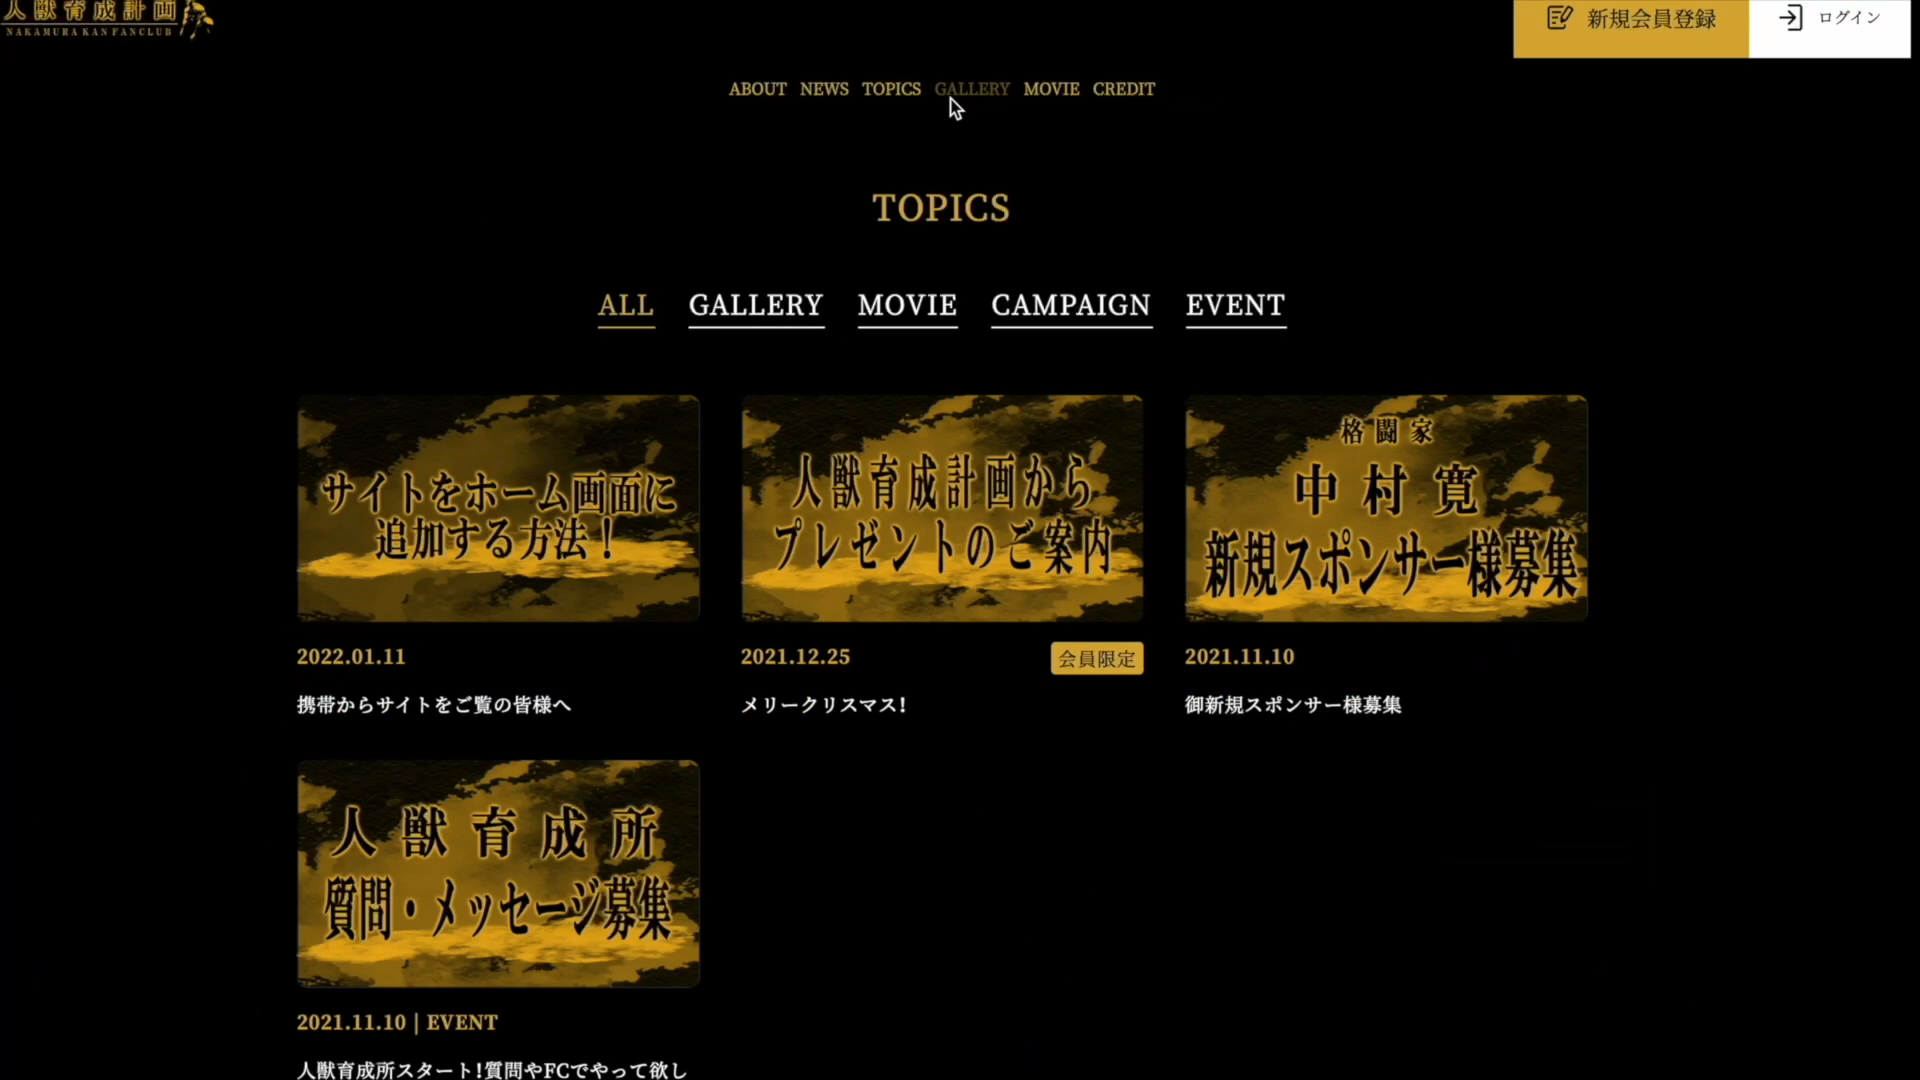 人獣育成計画
NAKAMURA KAN FANCLUB
新規会員登録
ログイン
ABOUT NEWS TOPICS GALLERY MOVIE CREDIT
TOPICS
ALL GALLERY MOVIE CAMPAIGN EVENT
サイトをホーム画面に
追加する方法！
2022.01.11
携帯からサイトをご覧の皆様へ
人獣育成計画から
プレゼントのご案内
2021.12.25
会員限定
メリークリスマス！
格闘家
中村寛
新規スポンサー様募集
2021.11.10
御新規スポンサー様募集
人獣育成所
質問・メッセージ募集
2021.11.10 | EVENT
人獣育成所スタート！質問やFCでやって欲し